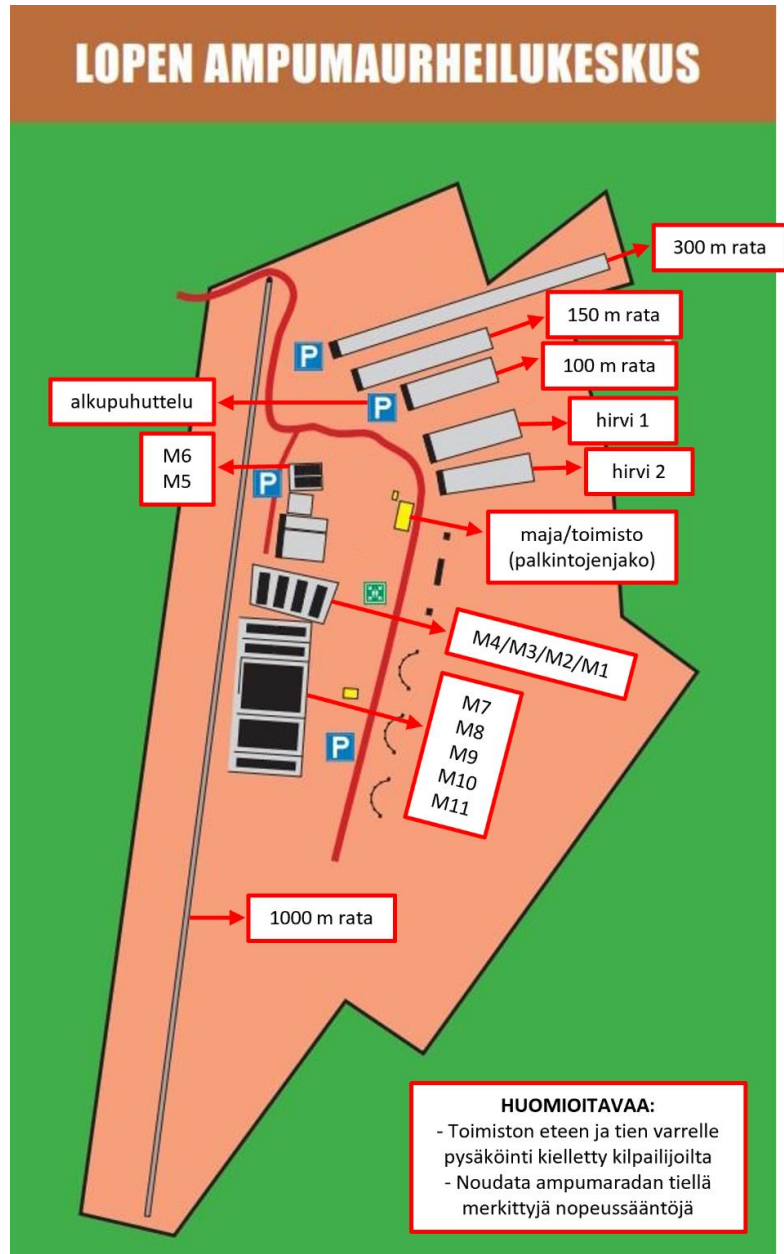 LOPEN AMPUMAURHEILUKESKUS
300 m rata
150 m rata
100 m rata
alkupuhuttelu
hirvi 1
hirvi 2
M6
M5
maja/toimisto
(palkintojenjako)
M4/M3/M2/M1
M7
M8
M9
M10
M11
1000 m rata
P
P
P
P
HUOMIOITAVAA:
- Toimiston eteen ja tien varrelle
pysäköinti kielletty kilpailijoilta
- Noudata ampumaradan tiellä
merkittyjä nopeussääntöjä